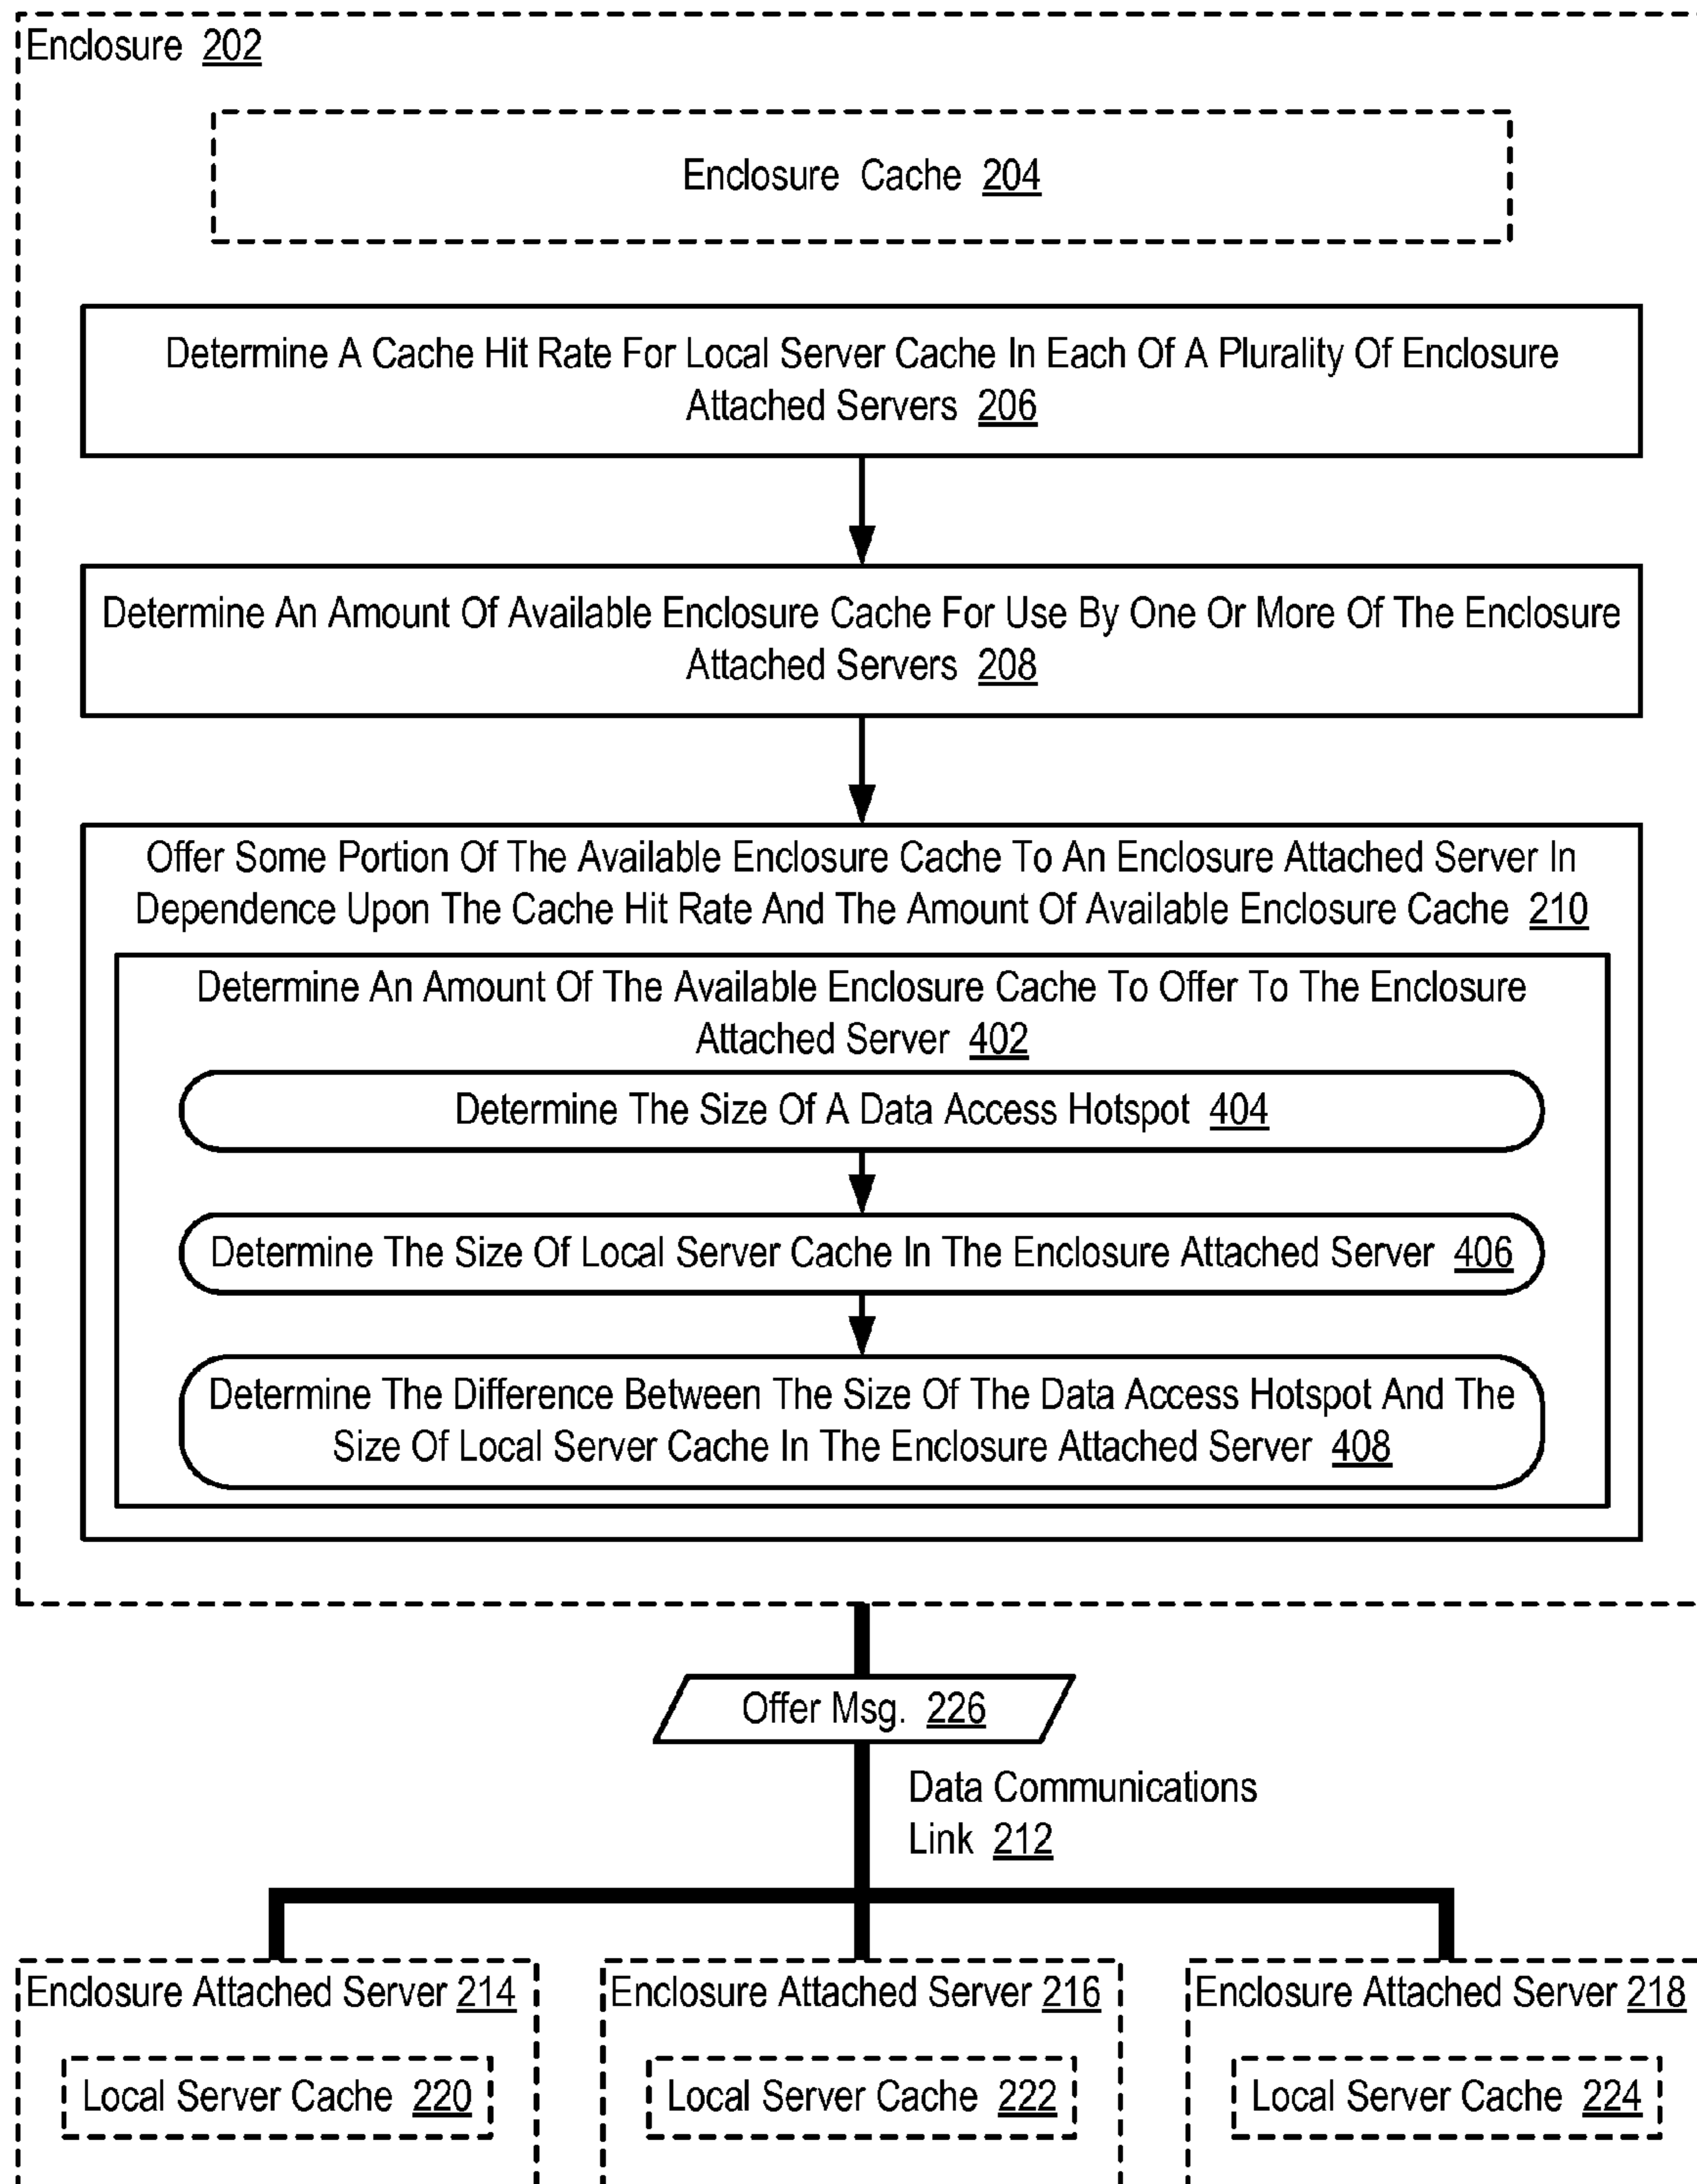 Enclosure 202
Enclosure Cache 204
Determine A Cache Hit Rate For Local Server Cache In Each Of A Plurality Of Enclosure
Attached Servers 206
Determine An Amount Of Available Enclosure Cache For Use By One Or More Of The Enclosure
Attached Servers 208
Offer Some Portion Of The Available Enclosure Cache To An Enclosure Attached Server In
Dependence Upon The Cache Hit Rate And The Amount Of Available Enclosure Cache 210
Determine An Amount Of The Available Enclosure Cache To Offer To The Enclosure
Attached Server 402
Determine The Size Of A Data Access Hotspot 404
Determine The Size Of Local Server Cache In The Enclosure Attached Server 406
Determine The Difference Between The Size Of The Data Access Hotspot And The
Size Of Local Server Cache In The Enclosure Attached Server 408
Offer Msg. 226
Data Communications
Link 212
Enclosure Attached Server 214
Local Server Cache 220
Enclosure Attached Server 216
Local Server Cache 222
Enclosure Attached Server 218
Local Server Cache 224